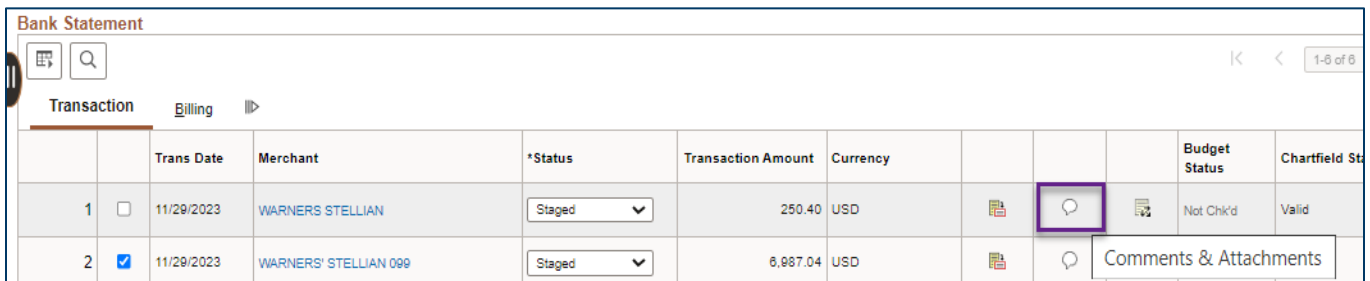 Bank Statement
1-6 of 6
Transaction Billing
Trans Date Merchant *Status Transaction Amount Currency Budget Status Chartfield Sta
1 11/29/2023 WARNERS STELLIAN Staged 250.40 USD Not Chk'd Valid
2 11/29/2023 WARNERS' STELLIAN 099 Staged 6,987.04 USD Comments & Attachments